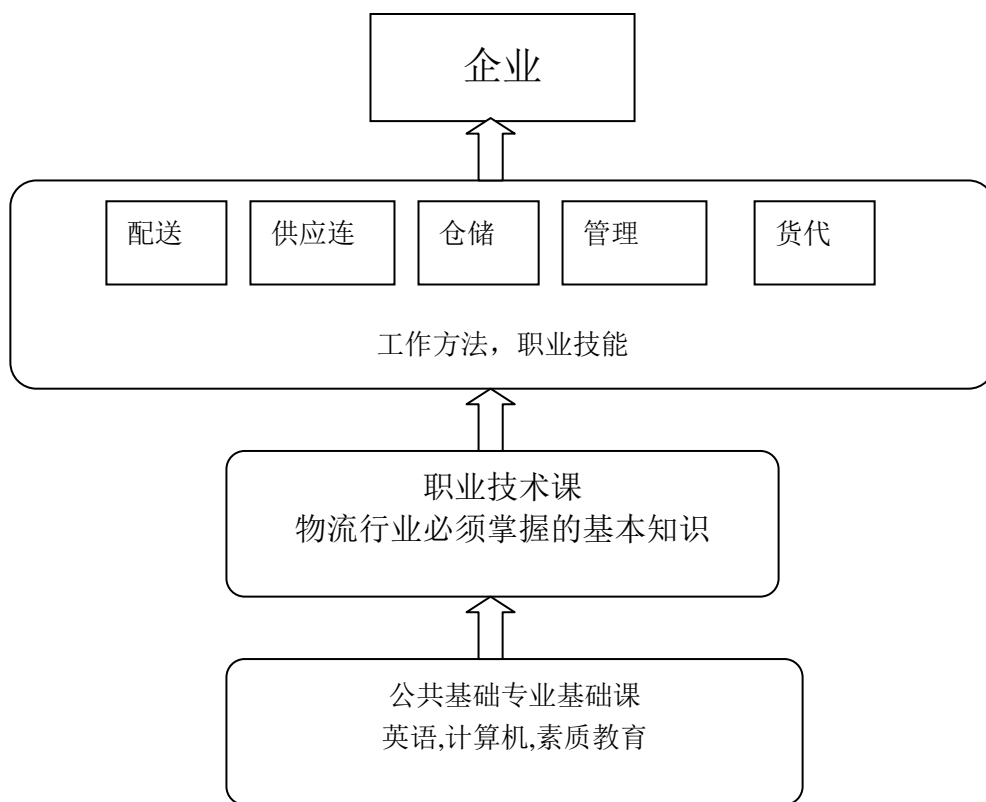 企业
配送 供应连 仓储 管理 货代
工作方法，职业技能
职业技术课
物流行业必须掌握的基本知识
公共基础专业基础课
英语,计算机,素质教育